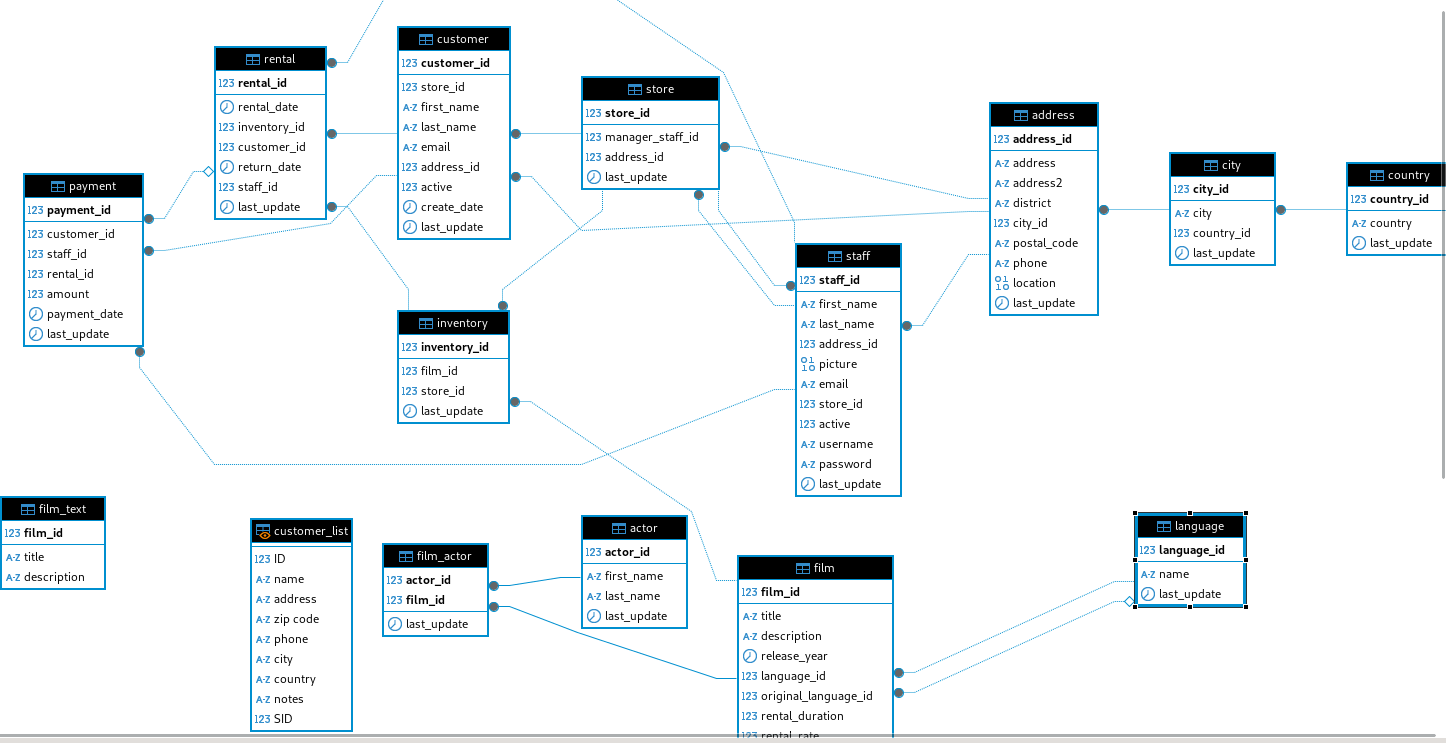 rental
123 rental_id
rental_date
123 inventory_id
123 customer_id
return_date
123 staff_id
last_update
customer
123 customer_id
123 store_id
A-Z first_name
A-Z last_name
A-Z email
123 address_id
123 active
create_date
last_update
store
123 store_id
123 manager_staff_id
123 address_id
last_update
address
123 address_id
A-Z address
A-Z address2
A-Z district
123 city_id
A-Z postal_code
A-Z phone
location
last_update
city
123 city_id
A-Z city
123 country_id
last_update
country
123 country_id
A-Z country
last_update
payment
123 payment_id
123 customer_id
123 staff_id
123 rental_id
123 amount
payment_date
last_update
inventory
123 inventory_id
123 film_id
123 store_id
last_update
staff
123 staff_id
A-Z first_name
A-Z last_name
123 address_id
picture
A-Z email
123 store_id
123 active
A-Z username
A-Z password
last_update
film_text
123 film_id
A-Z title
A-Z description
customer_list
123 ID
A-Z name
A-Z address
A-Z zip code
A-Z phone
A-Z city
A-Z country
A-Z notes
123 SID
film_actor
123 actor_id
123 film_id
last_update
actor
123 actor_id
A-Z first_name
A-Z last_name
last_update
film
123 film_id
A-Z title
A-Z description
release_year
123 language_id
123 original_language_id
123 rental_duration
123 rental_rate
language
123 language_id
A-Z name
last_update